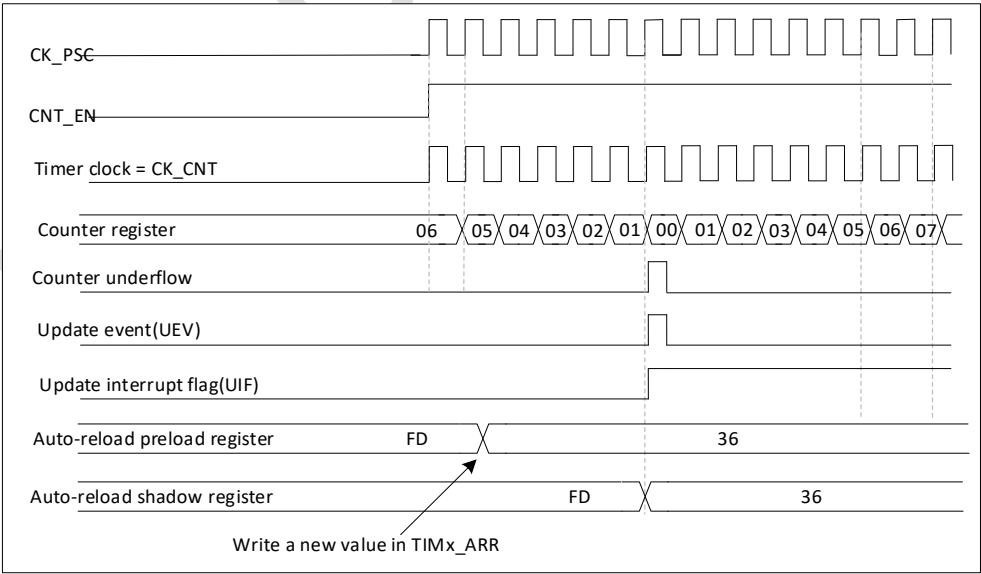 CK_PSC
CNT_EN
Timer clock = CK_CNT
Counter register 06 05 04 03 02 01 00 01 02 03 04 05 06 07
Counter underflow
Update event(UEV)
Update interrupt flag(UIF)
Auto-reload preload register FD 36
Auto-reload shadow register FD 36
Write a new value in TIMx_ARR